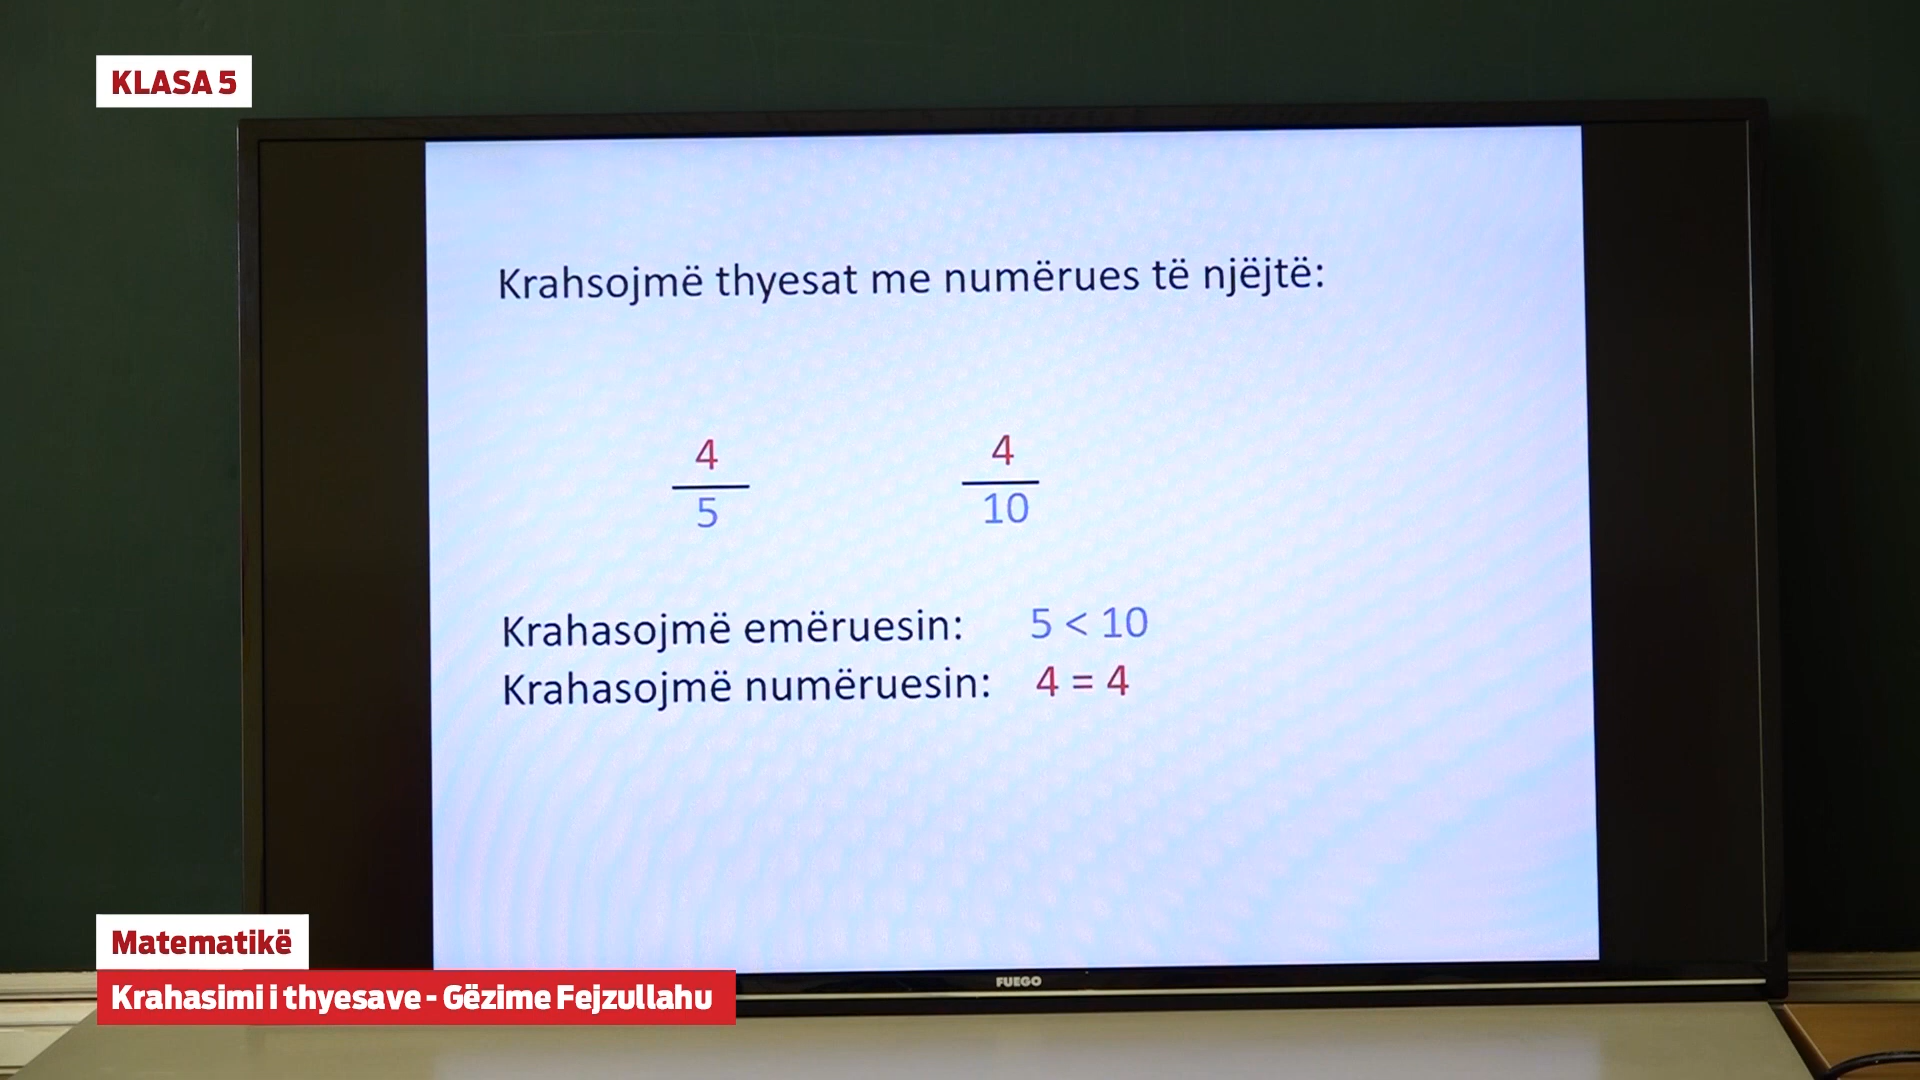 KLASA 5
Krahsojmë thyesat me numërues të njëjtë:
4 4
5 10
Krahasojmë emëruesin: 5 < 10
Krahasojmë numëruesin: 4 = 4
FUEGO
Matematikë
Krahasimi i thyesave - Gëzime Fejzullahu